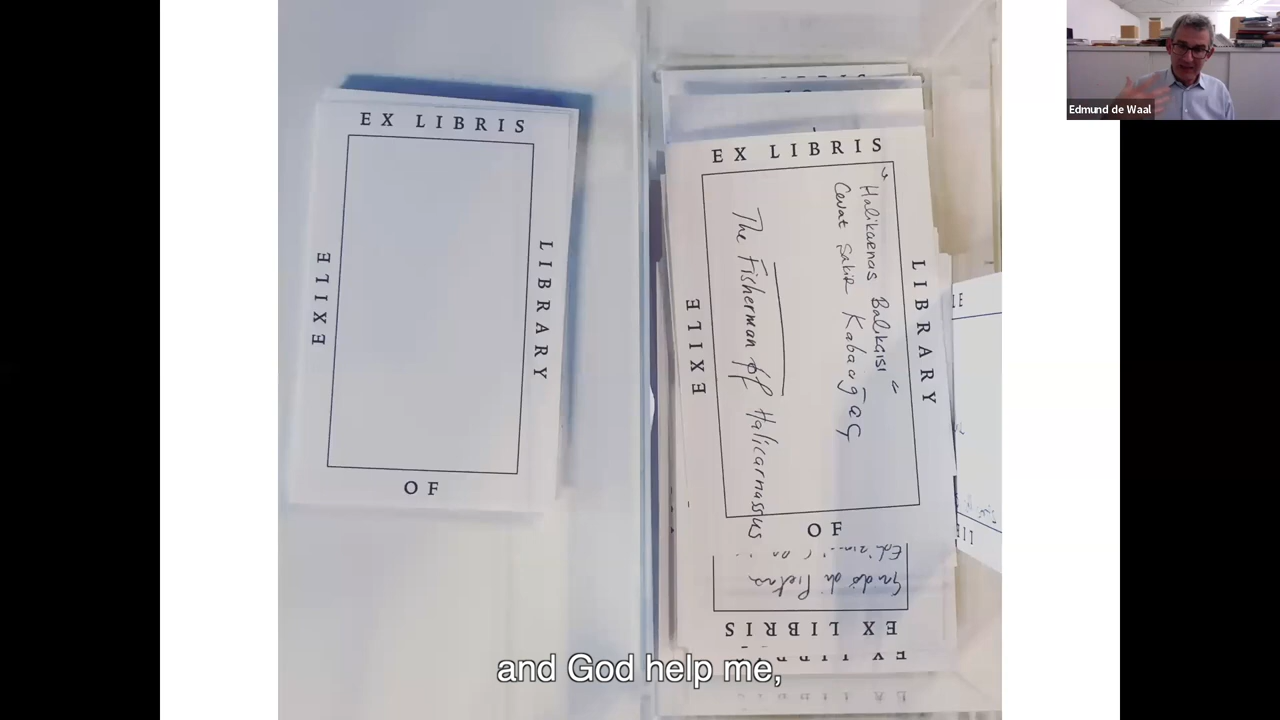 Edmund de Waal
EX LIBRIS
LIBRARY
OF
EXILE
EX LIBRIS
LIBRARY
OF
EXILE
"Halikarnas Balıkçısı"
Cevat Şakir Kabaağaç
The Fisherman of Halicarnassus
EX LIBRIS
and God help me,